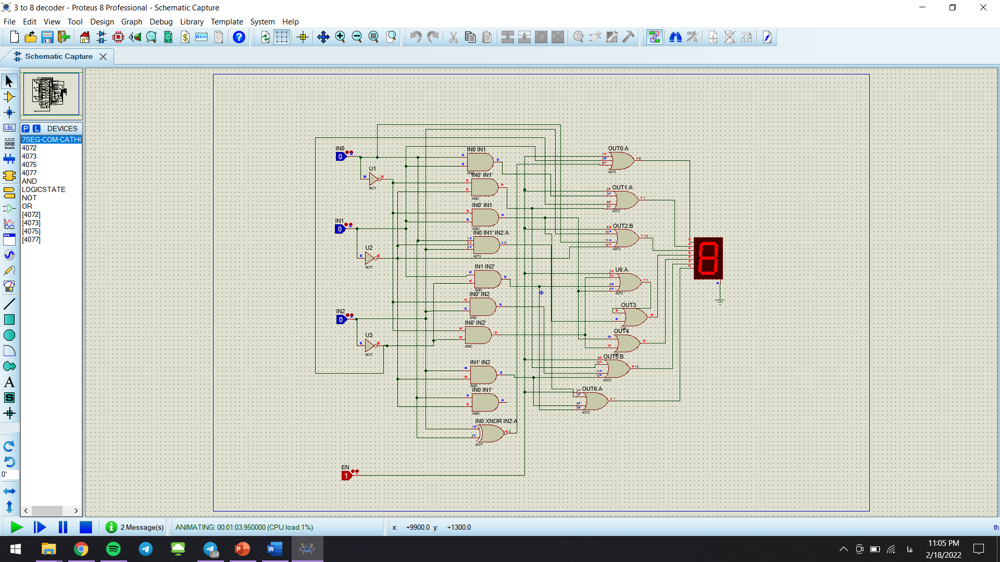 3 to 8 decoder - Proteus 8 Professional - Schematic Capture
File Edit View Tool Design Graph Debug Library Template System Help
Schematic Capture
P L DEVICES
7SEG-COM-CATH
4072
4073
4075
4077
AND
LOGICSTATE
NOT
OR
[4072]
[4073]
[4075]
[4077]
LBL
A
S
0°
IN0
0
U1
NOT
IN1
0
U2
NOT
IN2
0
U3
NOT
EN
1
IN0 IN1
AND
IN0' IN1'
AND
IN0' IN1
AND
IN0 IN1' IN2:A
4073
IN1 IN2'
AND
IN0' IN2
AND
IN0' IN2'
AND
IN1' IN2
AND
IN0 IN1'
AND
IN0 XNOR IN2:A
4077
OUT0:A
4075
OUT1:A
4072
OUT2:B
4072
U6:A
4072
OUT3
OUT4
OUT5:B
4072
OUT6:A
4072
2 Message(s)
ANIMATING: 00:01:03.950000 (CPU load 1%)
x: +9900.0 y: +1300.0
th
.64
فا
11:05 PM
2/18/2022